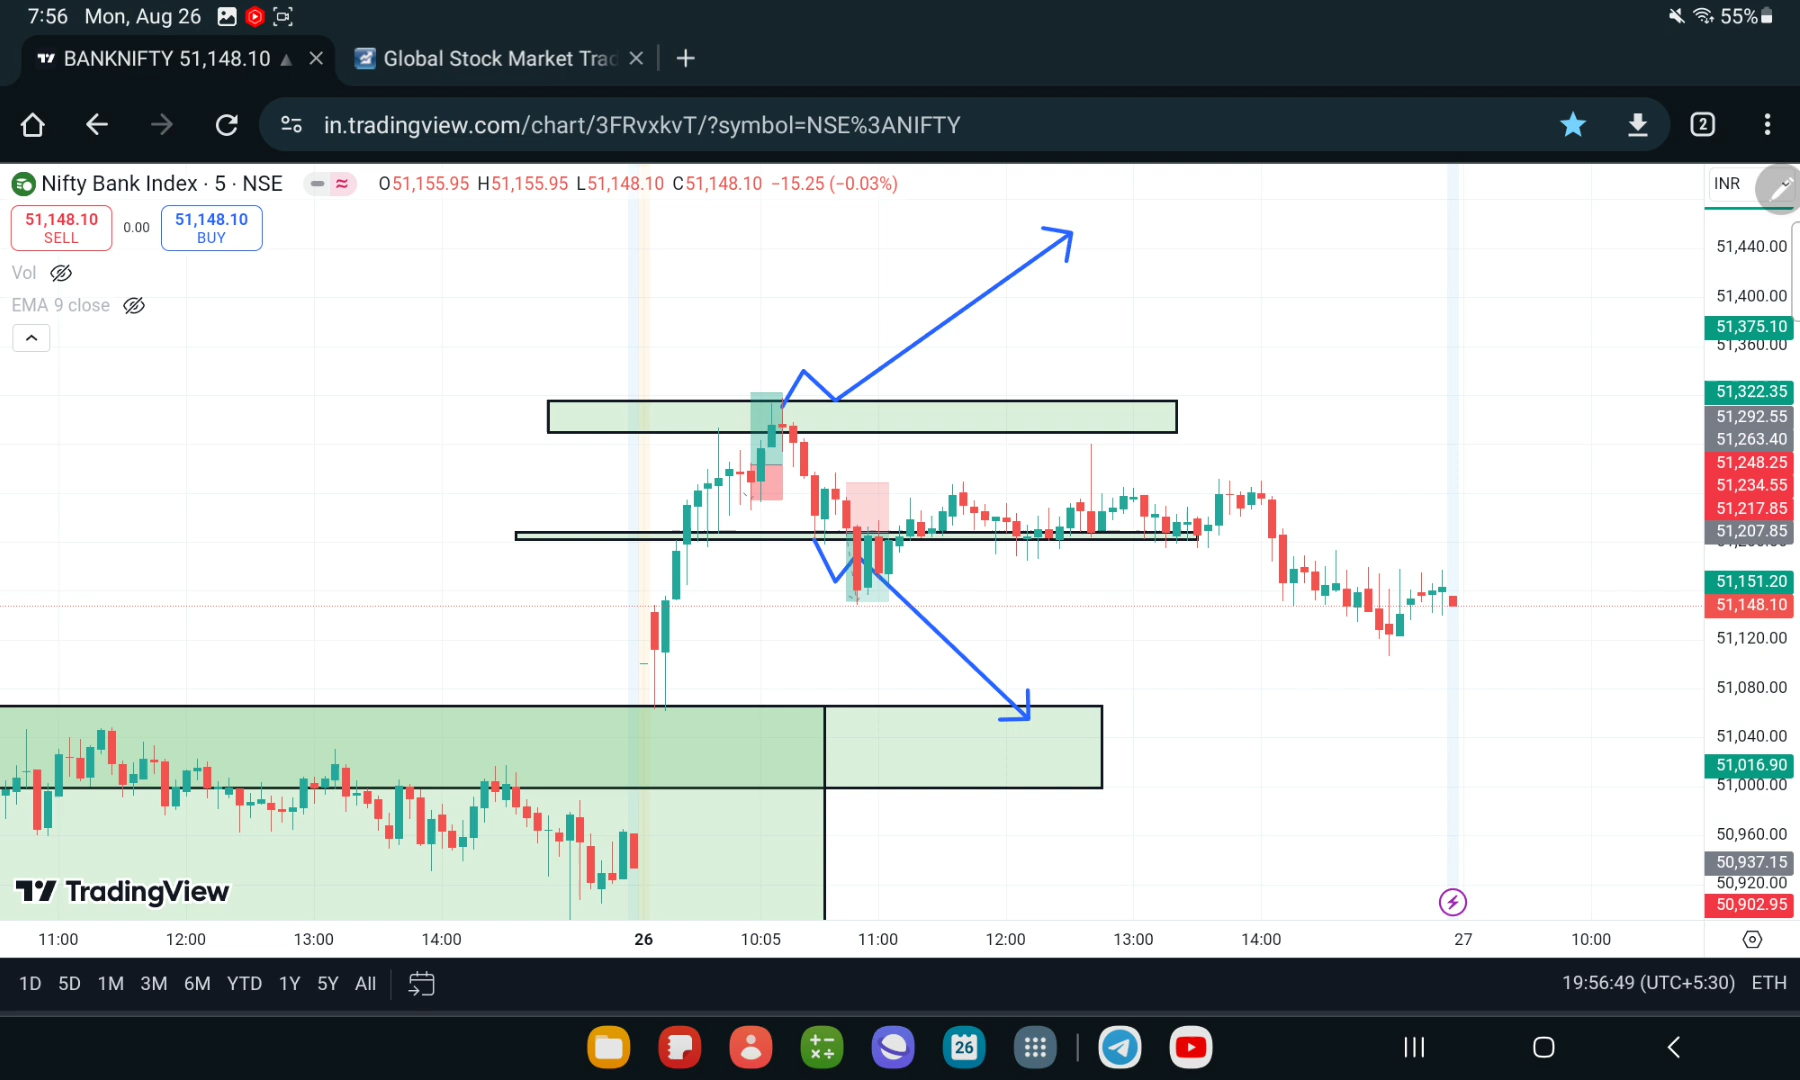 7:56 Mon, Aug 26 55%
BANKNIFTY 51,148.10 Global Stock Market Trad
in.tradingview.com/chart/3FRvxkvT/?symbol=NSE%3ANIFTY 2
Nifty Bank Index · 5 · NSE O51,155.95 H51,155.95 L51,148.10 C51,148.10 −15.25 (−0.03%) INR
51,148.10 SELL 0.00 51,148.10 BUY
Vol
EMA 9 close
51,440.00
51,400.00
51,375.10
51,360.00
51,322.35
51,292.55
51,263.40
51,248.25
51,234.55
51,217.85
51,207.85
51,151.20
51,148.10
51,120.00
51,080.00
51,040.00
51,016.90
51,000.00
50,960.00
50,937.15
50,920.00
50,902.95
TradingView
11:00 12:00 13:00 14:00 26 10:05 11:00 12:00 13:00 14:00 27 10:00
1D 5D 1M 3M 6M YTD 1Y 5Y All 19:56:49 (UTC+5:30) ETH
26